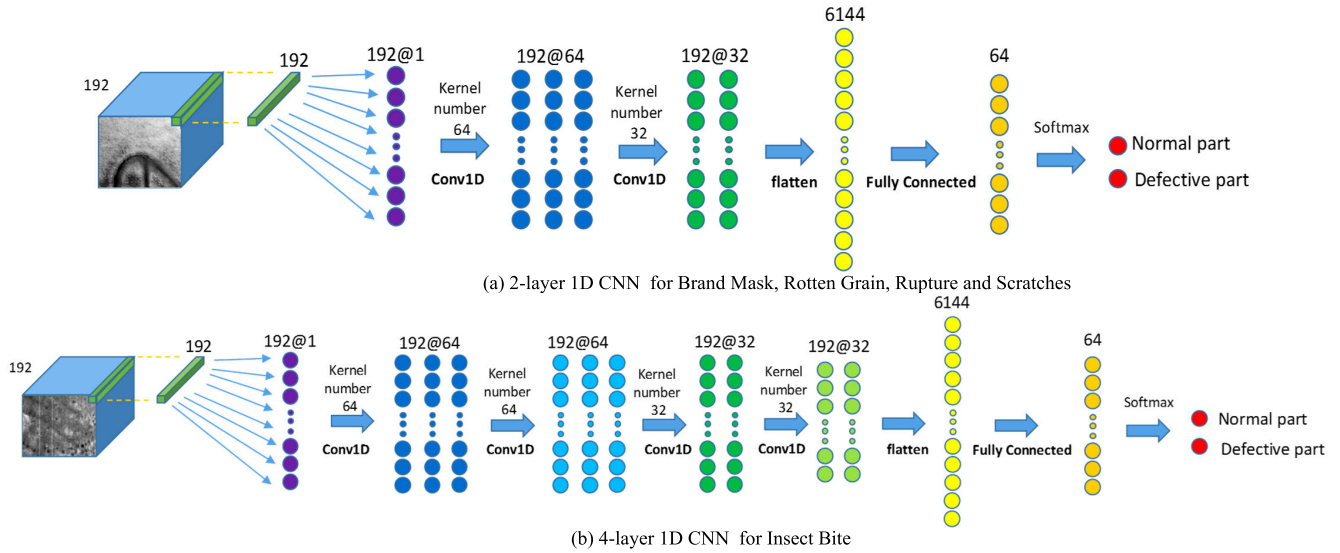 6144
192
192
192@1
192@64
192@32
64
Kernel number 64
Conv1D
Kernel number 32
Conv1D
flatten
Fully Connected
Softmax
Normal part
Defective part
(a) 2-layer 1D CNN for Brand Mask, Rotten Grain, Rupture and Scratches
6144
192
192
192@1
192@64
192@64
192@32
192@32
64
Kernel number 64
Conv1D
Kernel number 64
Conv1D
Kernel number 32
Conv1D
Kernel number 32
Conv1D
flatten
Fully Connected
Softmax
Normal part
Defective part
(b) 4-layer 1D CNN for Insect Bite